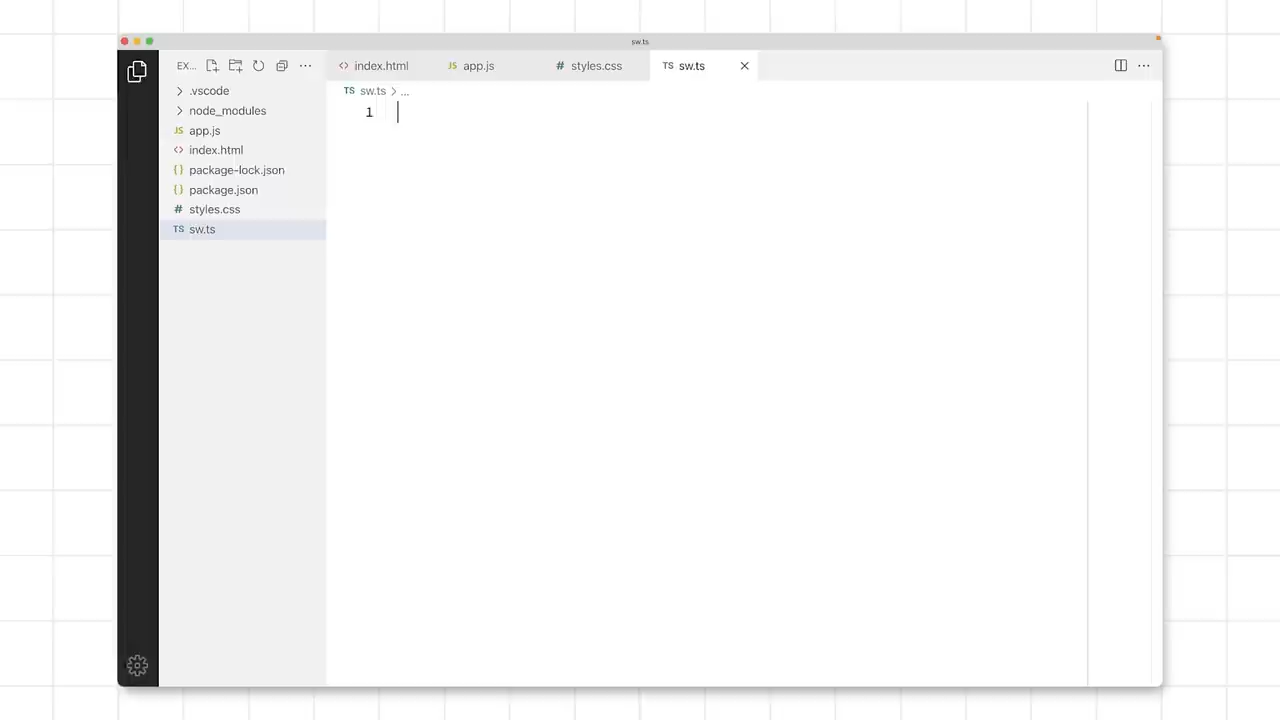 sw.ts
EX...
index.html
JS app.js
# styles.css
TS sw.ts
.vscode
node_modules
JS app.js
index.html
{} package-lock.json
{} package.json
# styles.css
TS sw.ts
TS sw.ts > ...
1